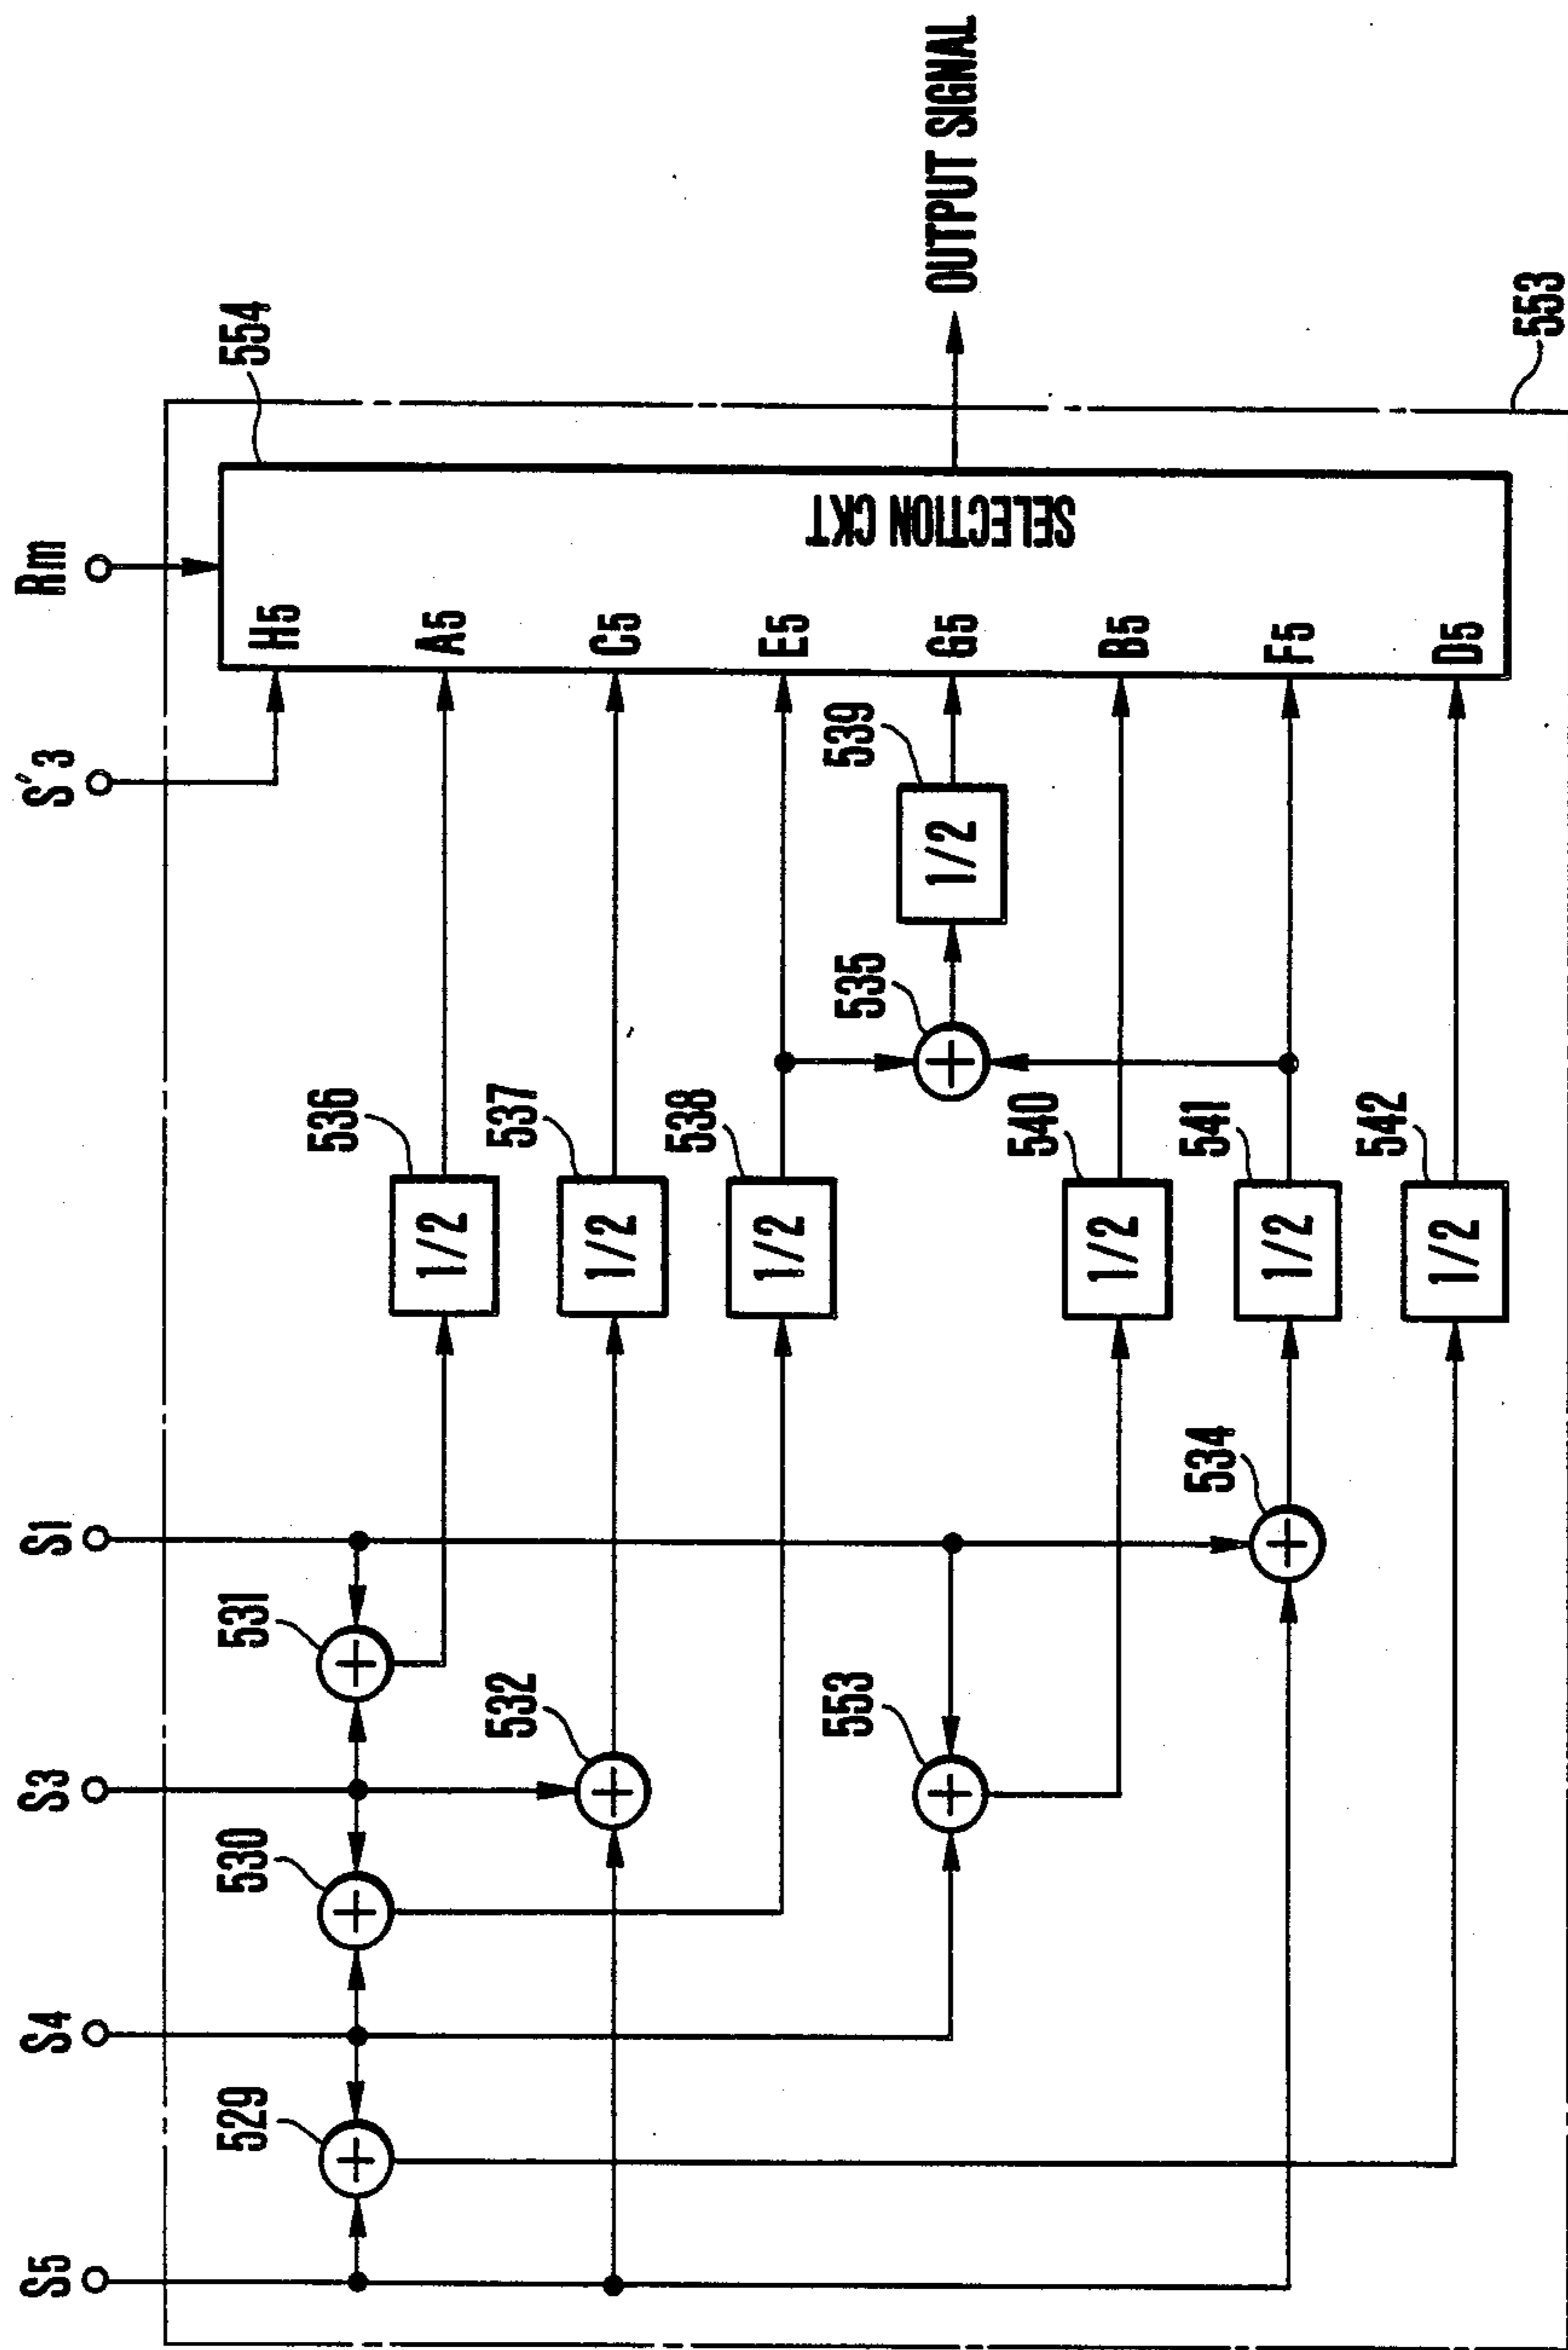 S5
S4
S3
S1
S'3
Rm
529
530
531
554
H5
536
A5
532
537
C5
538
E5
553
535
539
G5
SELECTION CKT
OUTPUT SIGNAL
540
B5
534
541
F5
542
D5
1/2
1/2
1/2
1/2
1/2
1/2
1/2
553